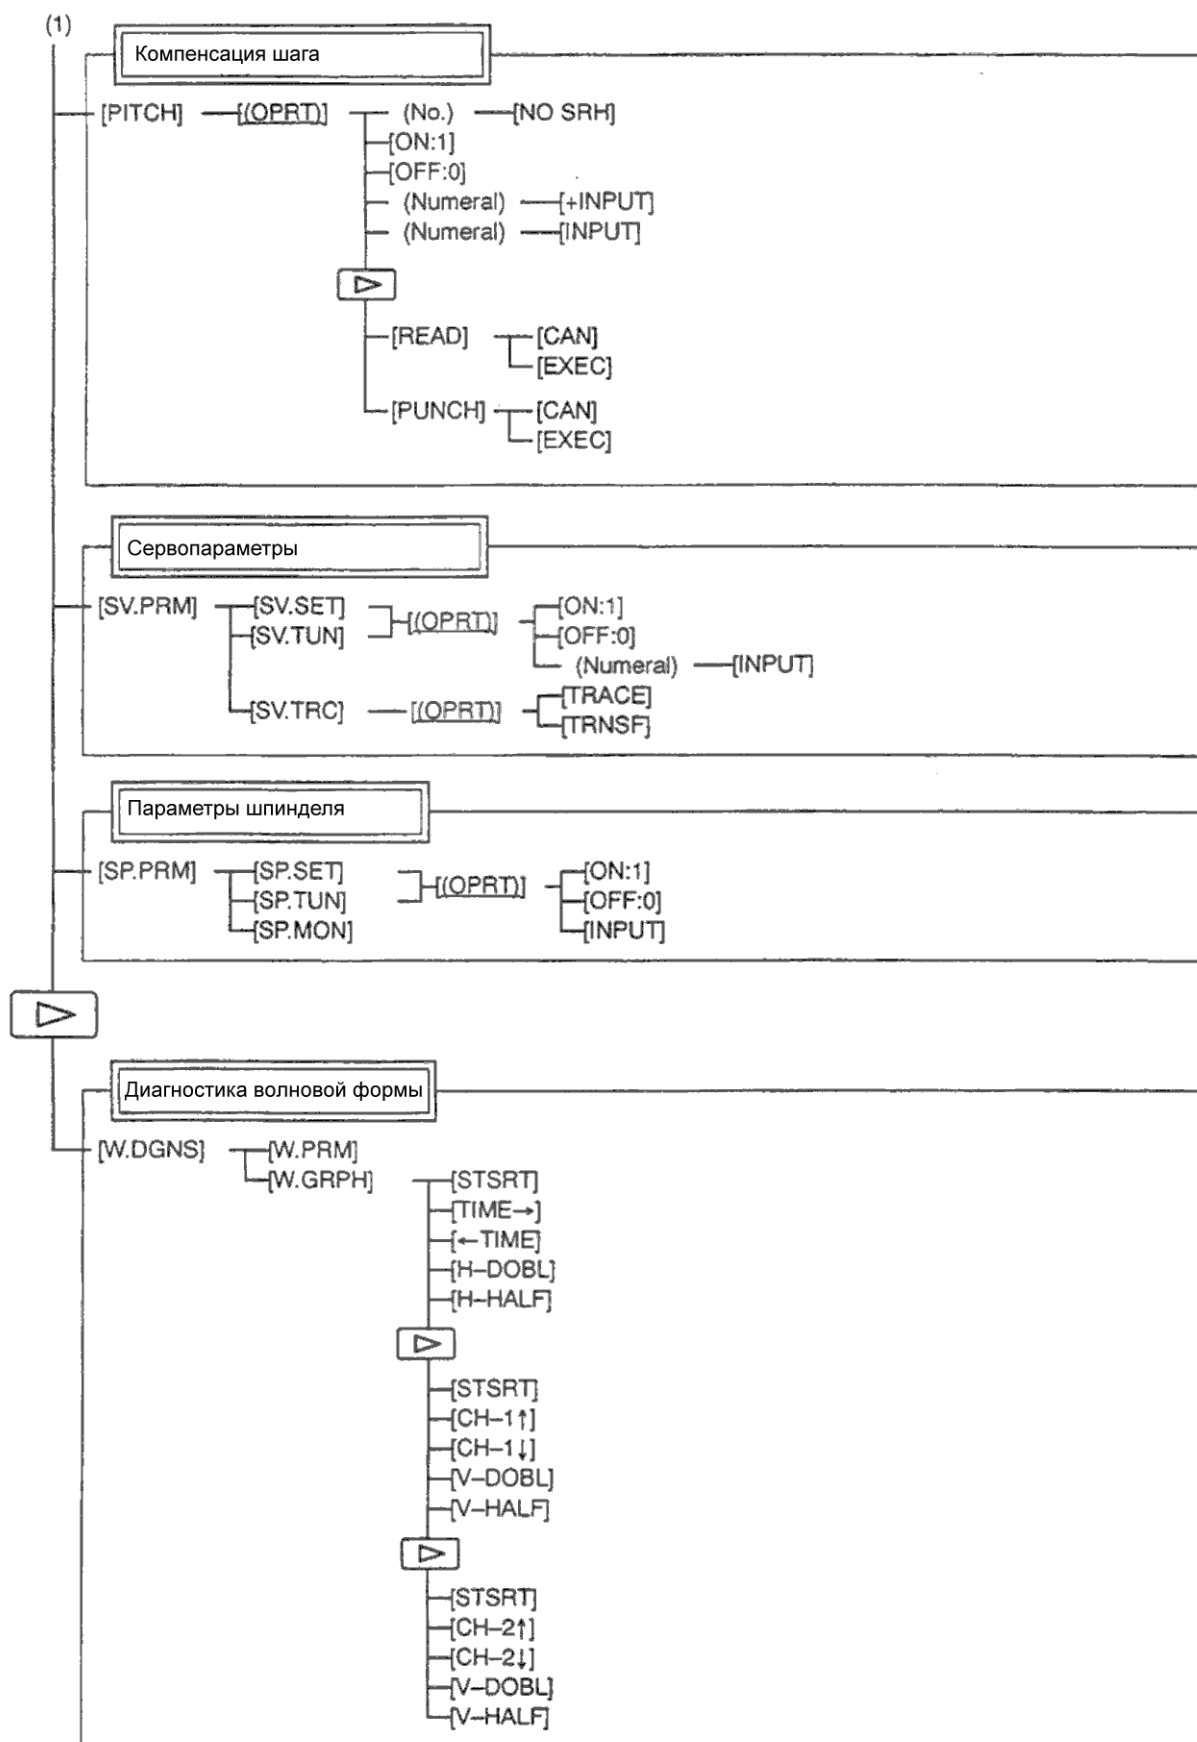 (1)
Компенсация шага
[PITCH] [(OPRT)] (No.) [NO SRH]
[ON:1]
[OFF:0]
(Numeral) [+INPUT]
(Numeral) [INPUT]
[READ] [CAN]
[EXEC]
[PUNCH] [CAN]
[EXEC]
Сервопараметры
[SV.PRM] [SV.SET] [(OPRT)] [ON:1]
[SV.TUN] [OFF:0]
(Numeral) [INPUT]
[SV.TRC] [(OPRT)] [TRACE]
[TRNSF]
Параметры шпинделя
[SP.PRM] [SP.SET] [(OPRT)] [ON:1]
[SP.TUN] [OFF:0]
[SP.MON] [INPUT]
Диагностика волновой формы
[W.DGNS] [W.PRM]
[W.GRPH] [STSRT]
[TIME→]
[←TIME]
[H–DOBL]
[H–HALF]
[STSRT]
[CH–1↑]
[CH–1↓]
[V–DOBL]
[V–HALF]
[STSRT]
[CH–2↑]
[CH–2↓]
[V–DOBL]
[V–HALF]